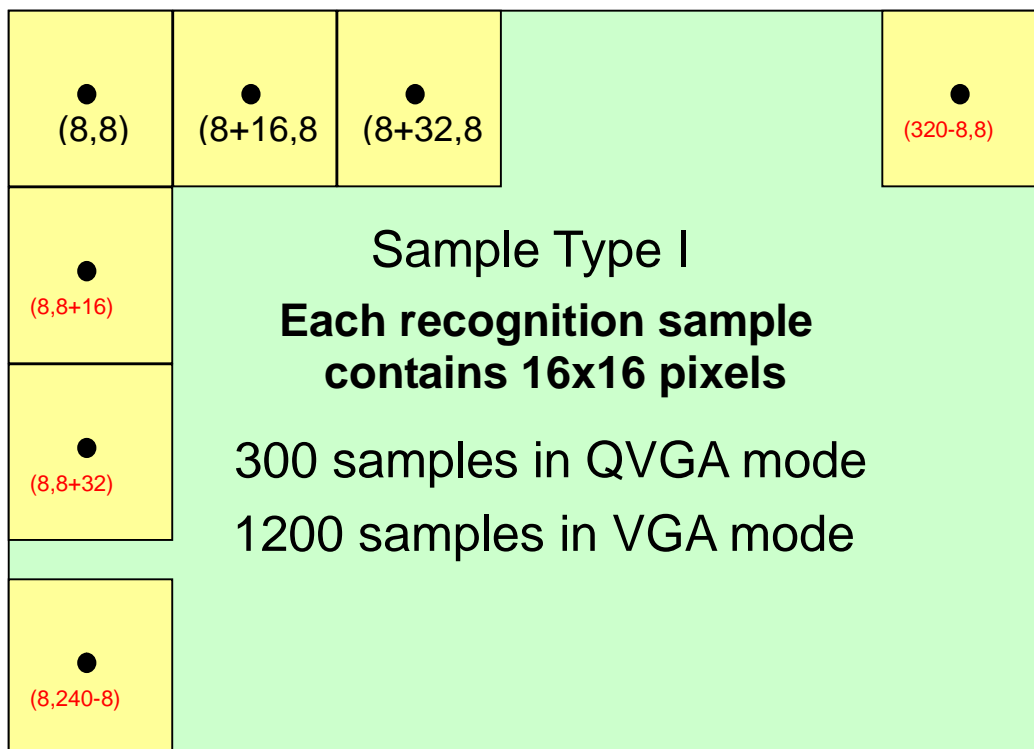 (8,8)
(8+16,8
(8+32,8
(320-8,8)
Sample Type I
(8,8+16)
Each recognition sample
contains 16x16 pixels
300 samples in QVGA mode
(8,8+32)
1200 samples in VGA mode
(8,240-8)